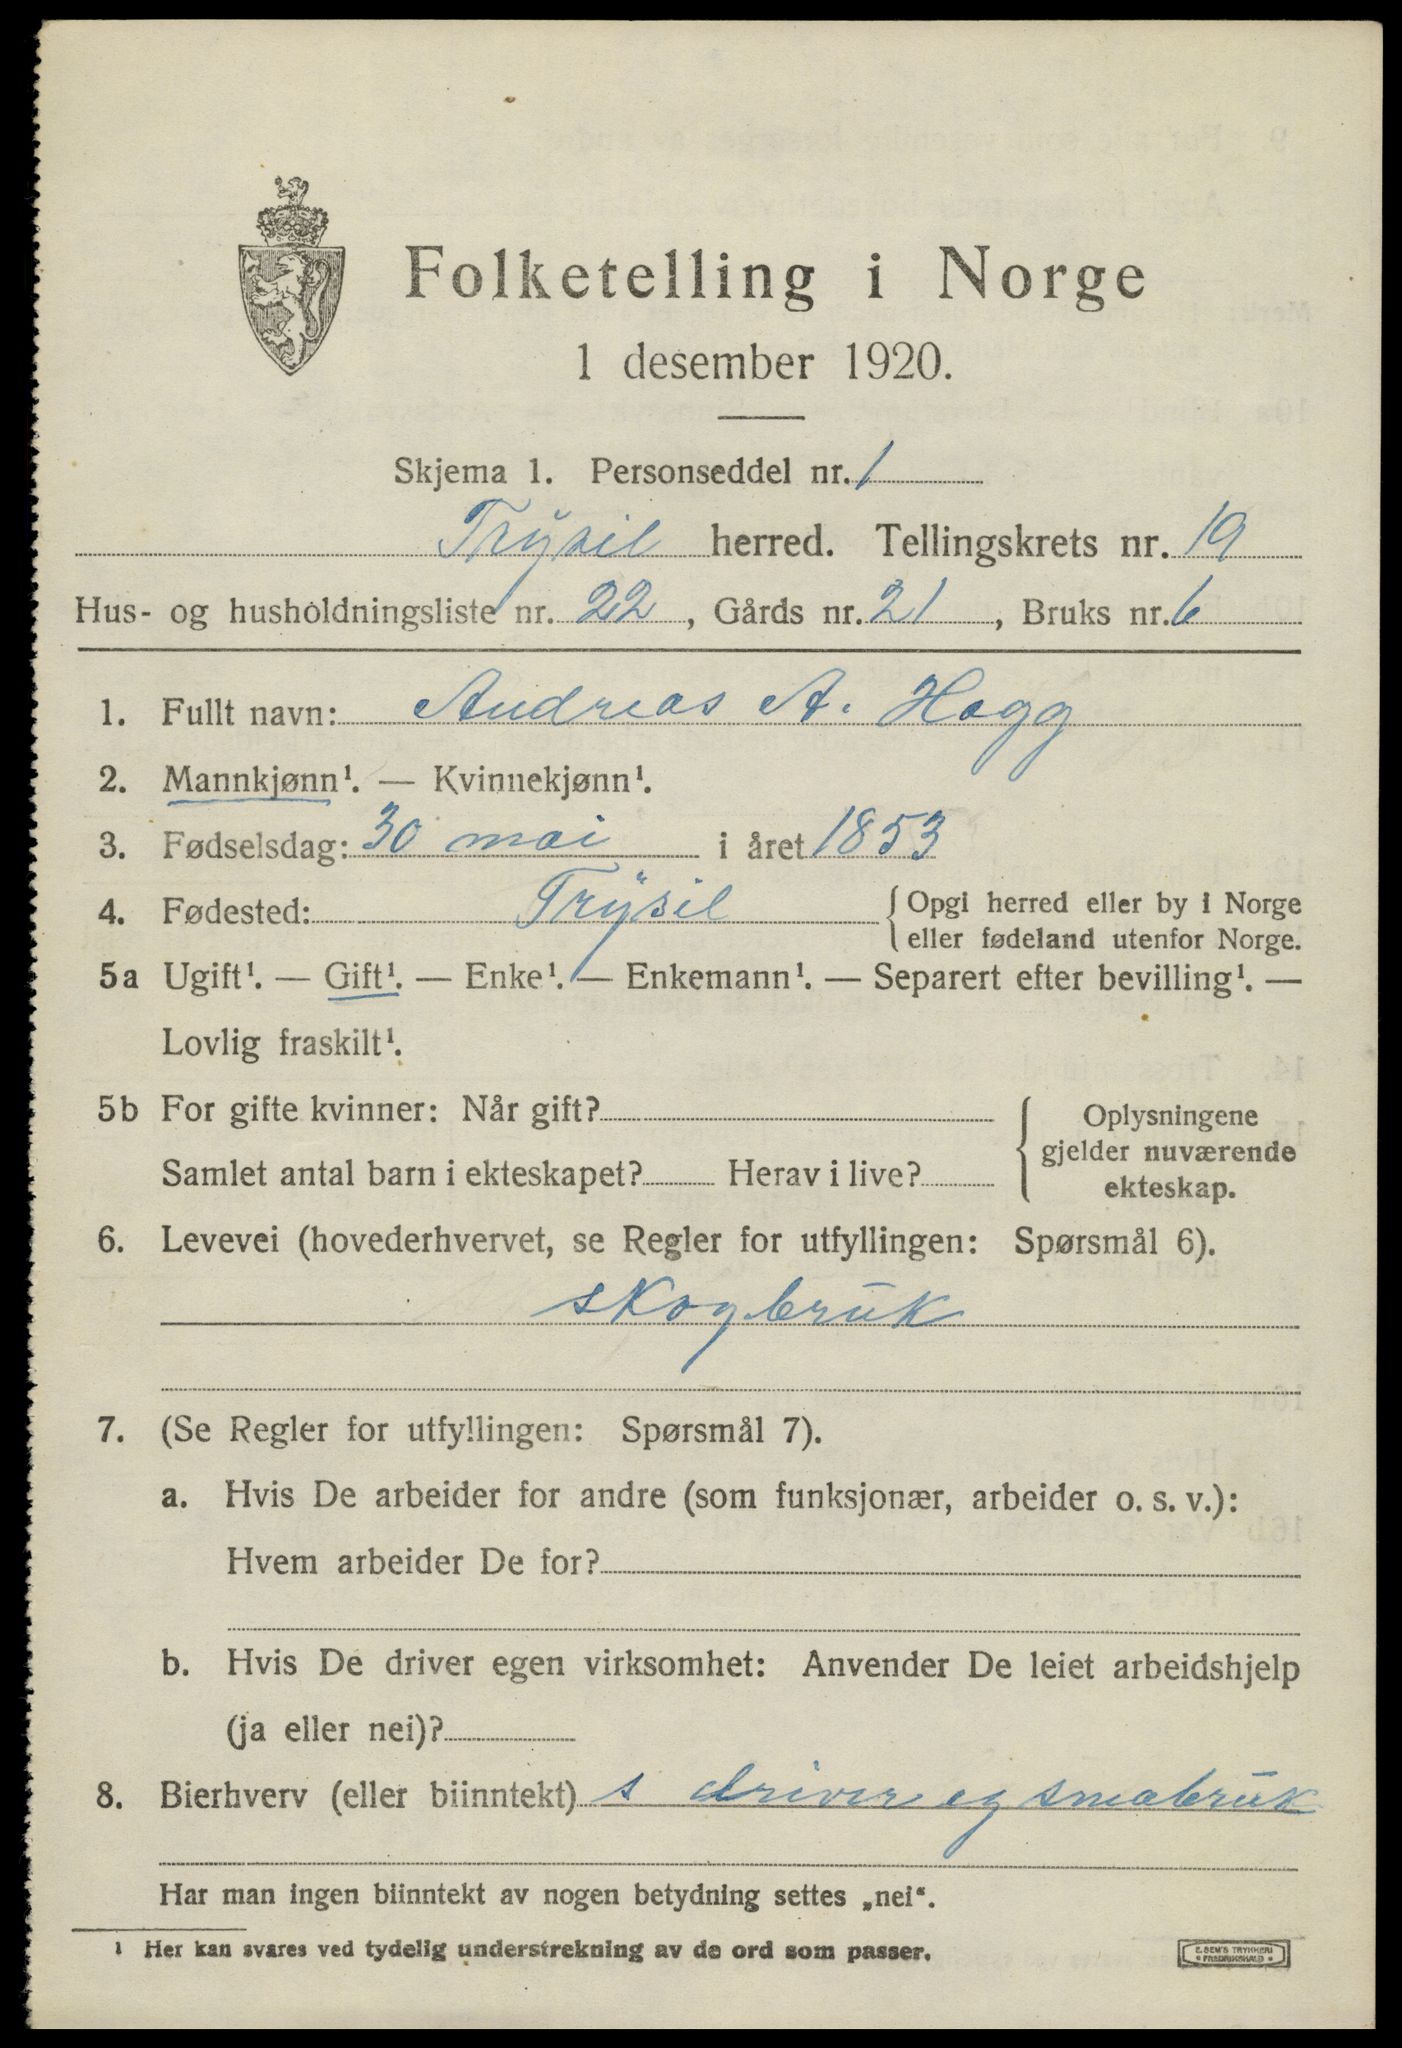 Folketelling i Norge
1 desember 1920.
Skjema 1. Personseddel nr. 1
Trysil herred. Tellingskrets nr. 19
Hus- og husholdningsliste nr. 22, Gårds nr. 21, Bruks nr. 6
1. Fullt navn: Andreas A. Hagg
2. Mannkjønn¹. — Kvinnekjønn¹.
3. Fødselsdag: 30 mai i året 1853
4. Fødested: Trysil { Opgi herred eller by i Norge
eller fødeland utenfor Norge.
5a Ugift¹. — Gift¹. — Enke¹. — Enkemann¹. — Separert efter bevilling¹. —
Lovlig fraskilt¹.
5b For gifte kvinner: Når gift?
Samlet antal barn i ekteskapet? Herav i live?
{ Oplysningene
gjelder nuværende
ekteskap.
6. Levevei (hovederhvervet, se Regler for utfyllingen: Spørsmål 6).
skogbruk
7. (Se Regler for utfyllingen: Spørsmål 7).
a. Hvis De arbeider for andre (som funksjonær, arbeider o. s. v.):
Hvem arbeider De for?
b. Hvis De driver egen virksomhet: Anvender De leiet arbeidshjelp
(ja eller nei)?
8. Bierhverv (eller biinntekt) s driver eg smabruk
Har man ingen biinntekt av nogen betydning settes „nei“.
¹ Her kan svares ved tydelig understrekning av de ord som passer.
E. SEM'S TRYKKERI
FREDRIKSHALD